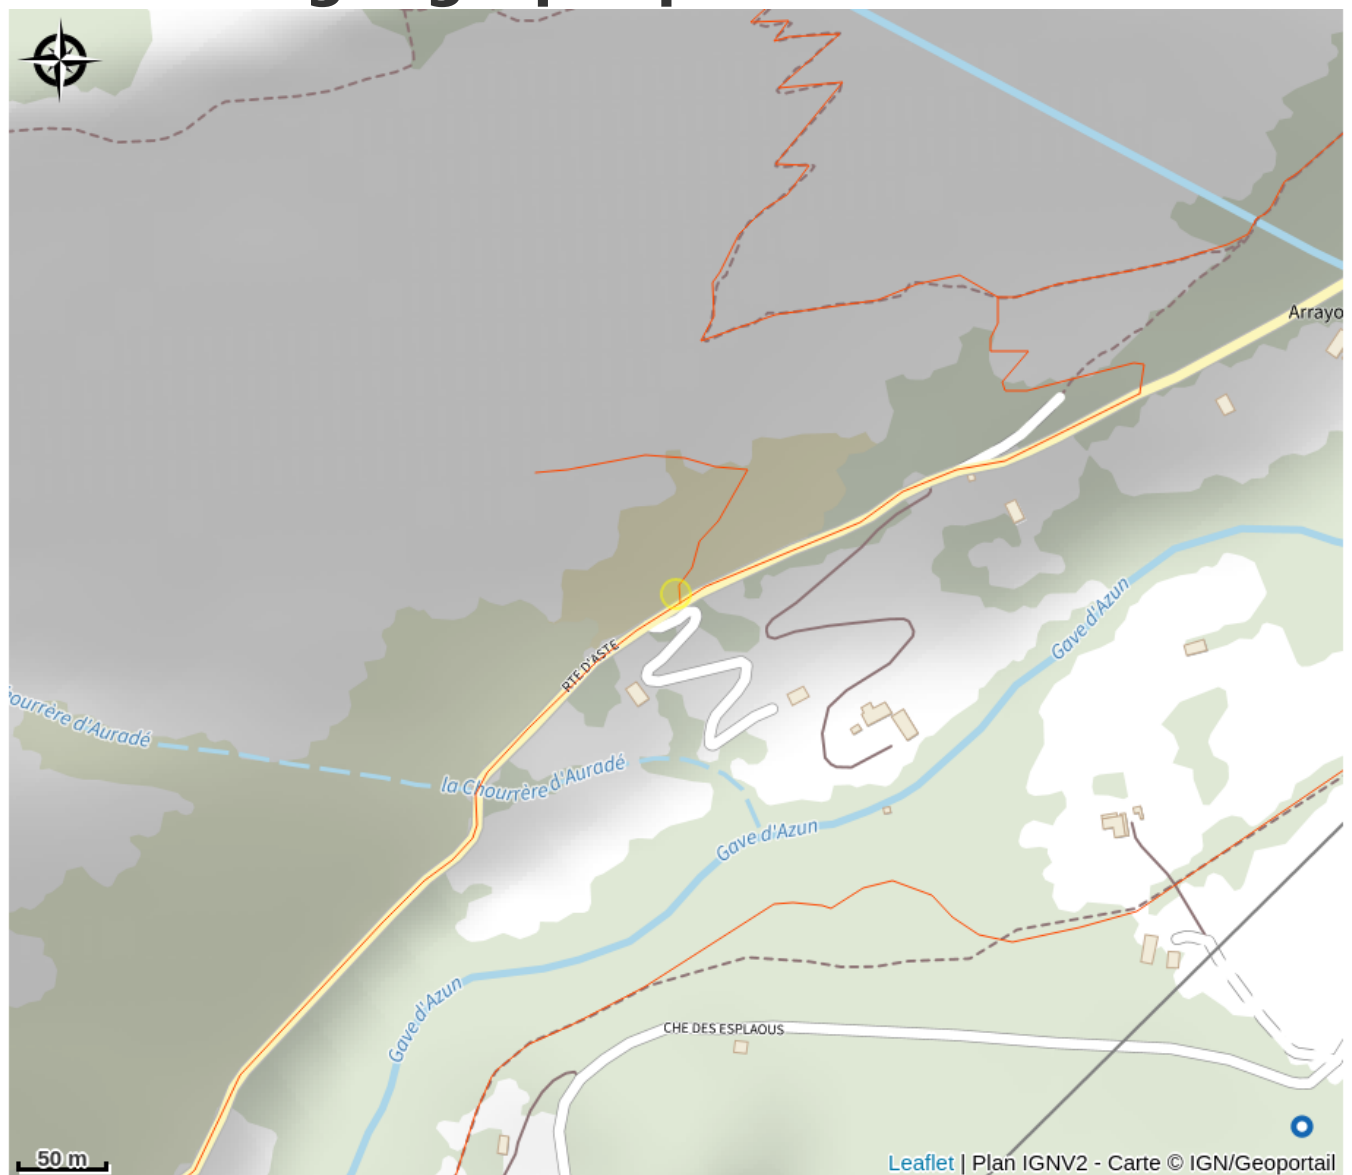 Arrayo
Gave d'Azun
RTE D'ASTE
ourrère d'Auradé
la Chourrère d'Auradé
Gave d'Azun
Gave d'Azun
CHE DES ESPLAOUS
50 m
Leaflet | Plan IGNV2 - Carte © IGN/Geoportail